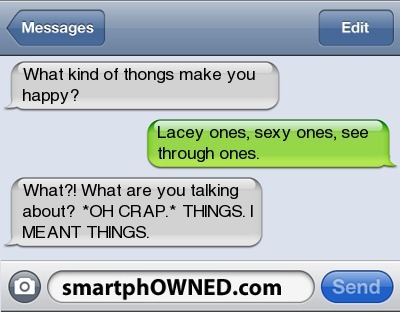 Messages
Edit
What kind of thongs make you
happy?
Lacey ones, sexy ones, see
through ones.
What?! What are you talking
about? *OH CRAP.* THINGS. I
MEANT THINGS.
smartphOWNED.com
Send